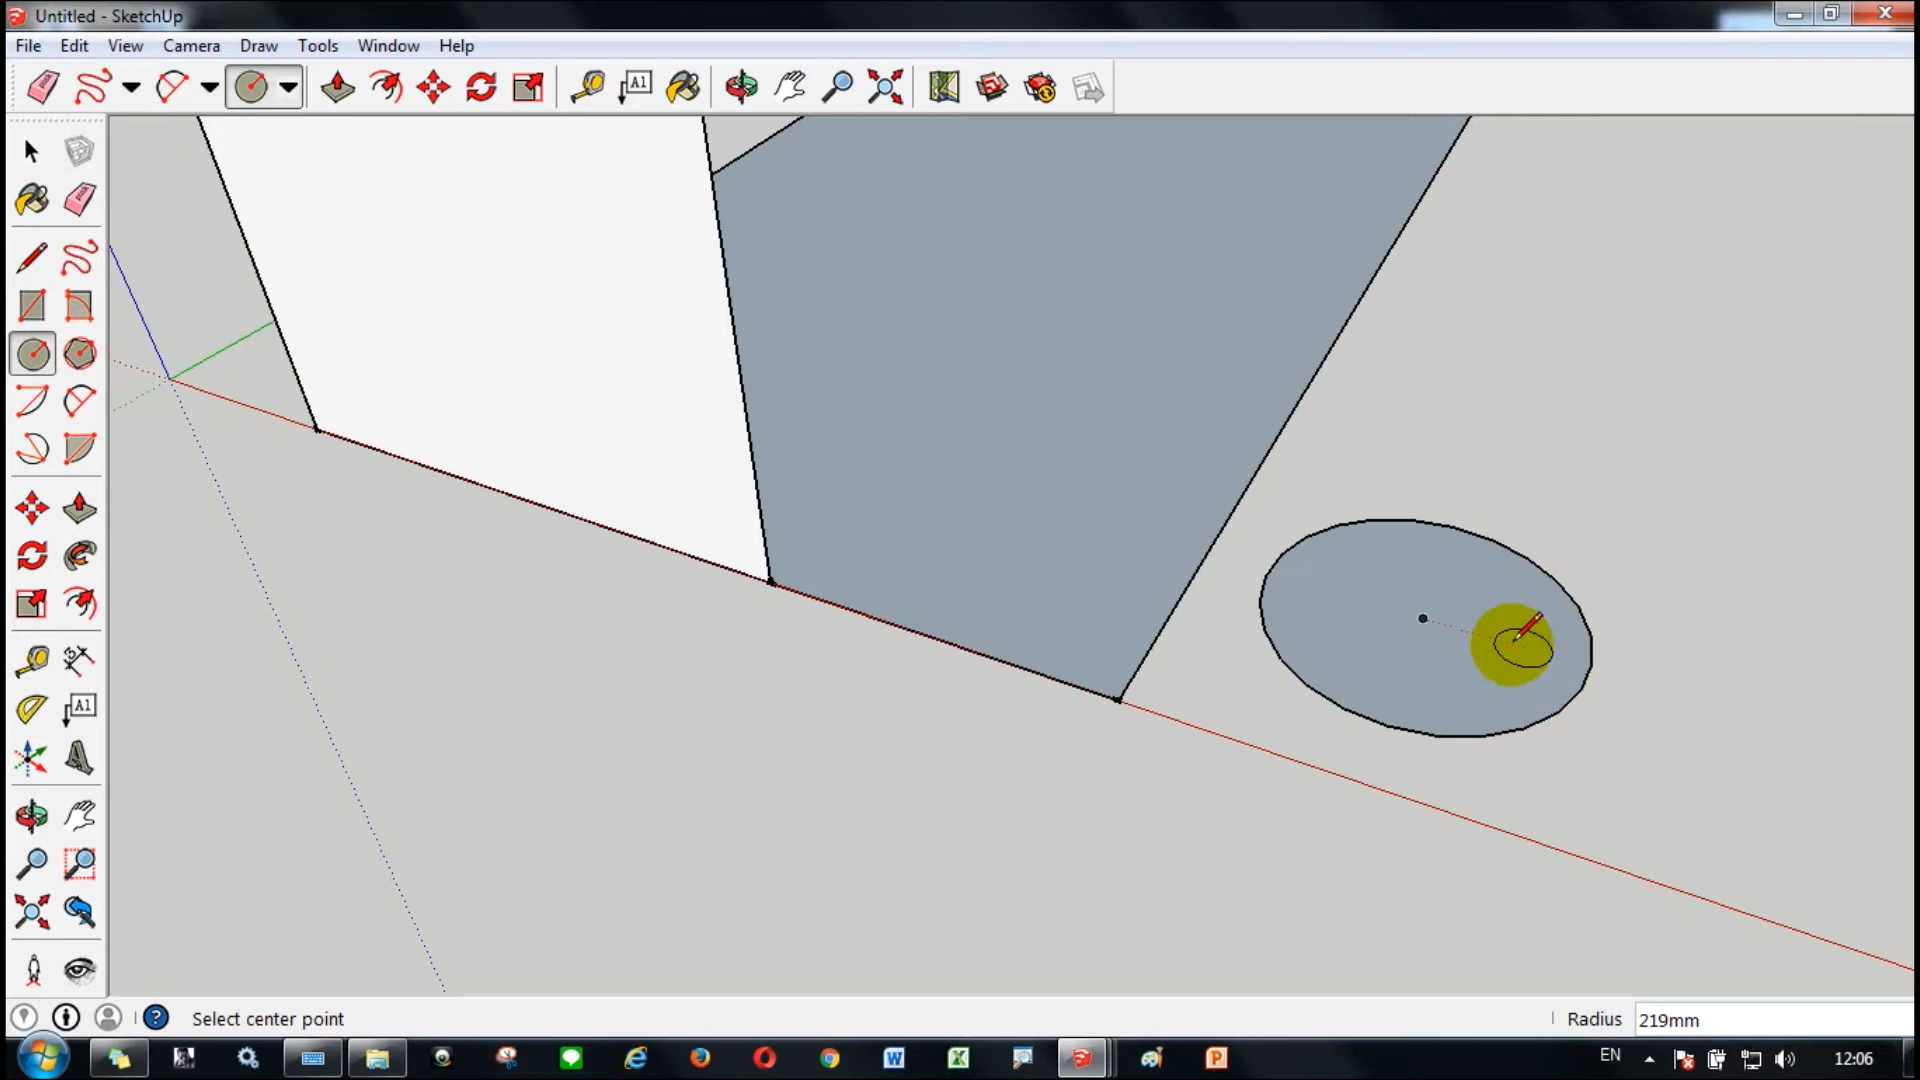 Untitled - SketchUp
File Edit View Camera Draw Tools Window Help
A1
A1
Select center point
Radius 219mm
EN
12:06